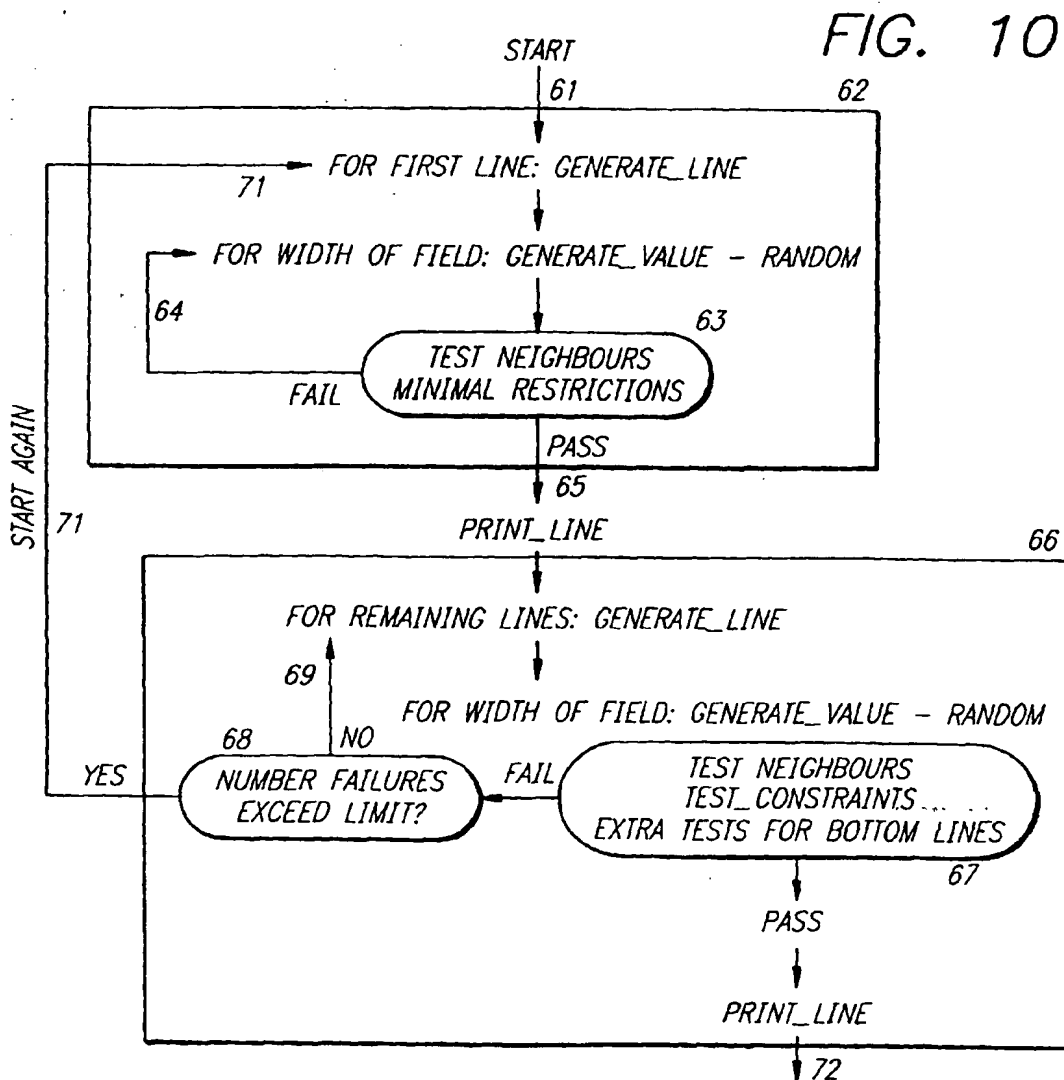 FIG. 10
START
61
62
71
FOR FIRST LINE: GENERATE_LINE
FOR WIDTH OF FIELD: GENERATE_VALUE - RANDOM
64
63
TEST NEIGHBOURS
MINIMAL RESTRICTIONS
FAIL
PASS
START AGAIN
71
65
PRINT_LINE
66
FOR REMAINING LINES: GENERATE_LINE
69
FOR WIDTH OF FIELD: GENERATE_VALUE - RANDOM
68
NO
YES
NUMBER FAILURES
EXCEED LIMIT?
FAIL
TEST NEIGHBOURS
TEST_CONSTRAINTS.... ..
EXTRA TESTS FOR BOTTOM LINES
67
PASS
PRINT_LINE
72